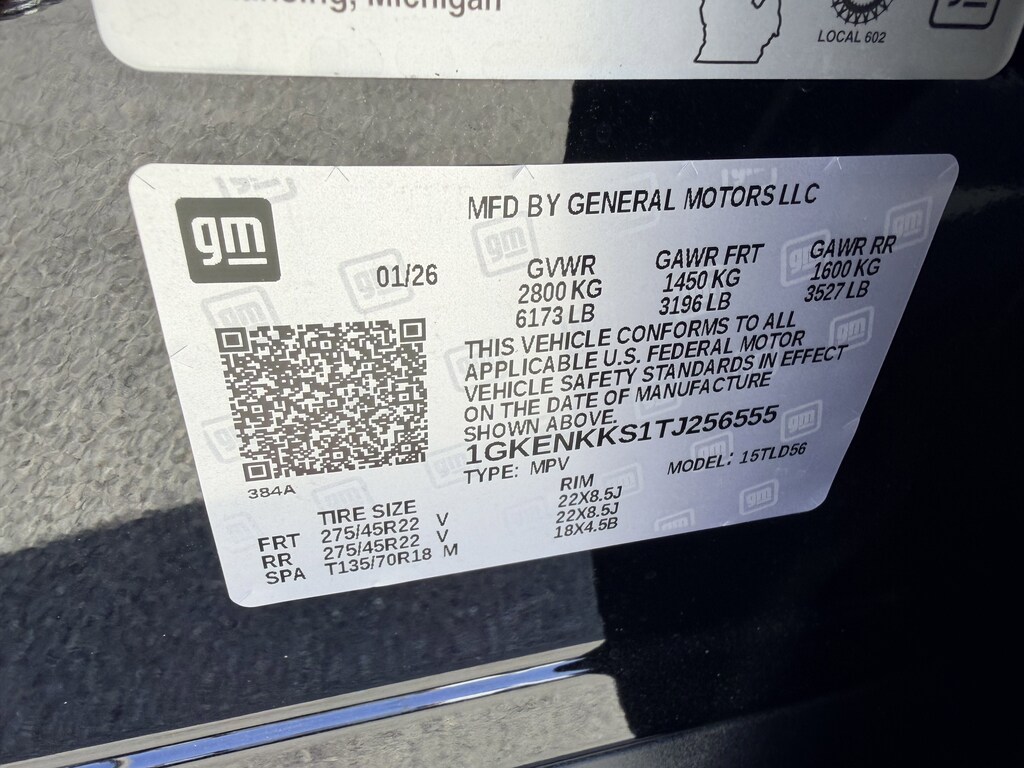 Michigan
LOCAL 602
gm
MFD BY GENERAL MOTORS LLC
01/26
GVWR
2800 KG
6173 LB
GAWR FRT
1450 KG
3196 LB
GAWR RR
1600 KG
3527 LB
THIS VEHICLE CONFORMS TO ALL
APPLICABLE U.S. FEDERAL MOTOR
VEHICLE SAFETY STANDARDS IN EFFECT
ON THE DATE OF MANUFACTURE
SHOWN ABOVE.
1GKENKKS1TJ256555
TYPE: MPV
MODEL: 15TLD56
384A
TIRE SIZE
RIM
FRT 275/45R22 V 22X8.5J
RR 275/45R22 V 22X8.5J
SPA T135/70R18 M 18X4.5B